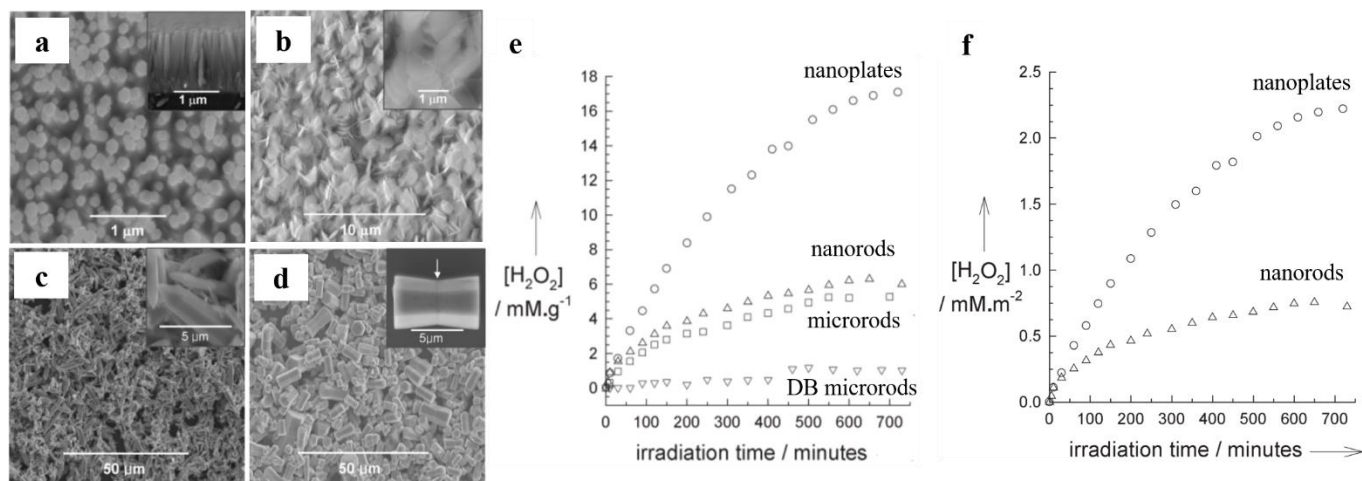 a
1 μm
1 μm
b
1 μm
10 μm
c
5 μm
50 μm
d
5μm
50 μm
e
[H₂O₂]
/ mM.g⁻¹
18
16
14
12
10
8
6
4
2
0
nanoplates
nanorods
microrods
DB microrods
0 100 200 300 400 500 600 700
irradiation time / minutes
f
[H₂O₂]
/ mM.m⁻²
2.5
2.0
1.5
1.0
0.5
0.0
nanoplates
nanorods
0 100 200 300 400 500 600 700
irradiation time / minutes